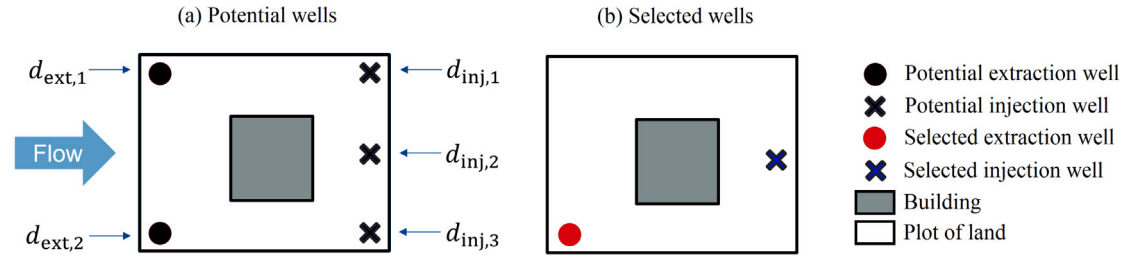 (a) Potential wells
(b) Selected wells
d_ext,1
d_inj,1
Flow
d_inj,2
d_ext,2
d_inj,3
Potential extraction well
Potential injection well
Selected extraction well
Selected injection well
Building
Plot of land